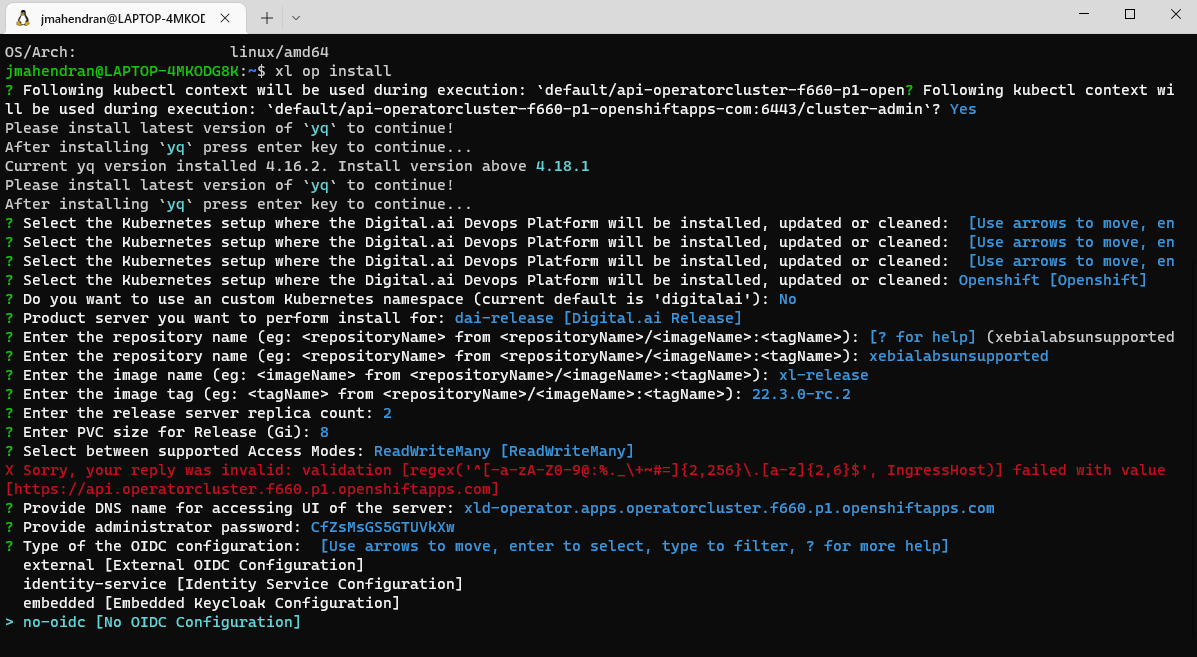 jmahendran@LAPTOP-4MKOD
OS/Arch:                 linux/amd64
jmahendran@LAPTOP-4MKODG8K:~$ xl op install
? Following kubectl context will be used during execution: `default/api-operatorcluster-f660-p1-open? Following kubectl context wi
ll be used during execution: `default/api-operatorcluster-f660-p1-openshiftapps-com:6443/cluster-admin`? Yes
Please install latest version of `yq` to continue!
After installing `yq` press enter key to continue...
Current yq version installed 4.16.2. Install version above 4.18.1
Please install latest version of `yq` to continue!
After installing `yq` press enter key to continue...
? Select the Kubernetes setup where the Digital.ai Devops Platform will be installed, updated or cleaned:  [Use arrows to move, en
? Select the Kubernetes setup where the Digital.ai Devops Platform will be installed, updated or cleaned:  [Use arrows to move, en
? Select the Kubernetes setup where the Digital.ai Devops Platform will be installed, updated or cleaned:  [Use arrows to move, en
? Select the Kubernetes setup where the Digital.ai Devops Platform will be installed, updated or cleaned: Openshift [Openshift]
? Do you want to use an custom Kubernetes namespace (current default is 'digitalai'): No
? Product server you want to perform install for: dai-release [Digital.ai Release]
? Enter the repository name (eg: <repositoryName> from <repositoryName>/<imageName>:<tagName>): [? for help] (xebialabsunsupported
? Enter the repository name (eg: <repositoryName> from <repositoryName>/<imageName>:<tagName>): xebialabsunsupported
? Enter the image name (eg: <imageName> from <repositoryName>/<imageName>:<tagName>): xl-release
? Enter the image tag (eg: <tagName> from <repositoryName>/<imageName>:<tagName>): 22.3.0-rc.2
? Enter the release server replica count: 2
? Enter PVC size for Release (Gi): 8
? Select between supported Access Modes: ReadWriteMany [ReadWriteMany]
X Sorry, your reply was invalid: validation [regex('^[-a-zA-Z0-9@:%._\+~#=]{2,256}\.[a-z]{2,6}$', IngressHost)] failed with value
[https://api.operatorcluster.f660.p1.openshiftapps.com]
? Provide DNS name for accessing UI of the server: xld-operator.apps.operatorcluster.f660.p1.openshiftapps.com
? Provide administrator password: CfZsMsGS5GTUVkXw
? Type of the OIDC configuration:  [Use arrows to move, enter to select, type to filter, ? for more help]
  external [External OIDC Configuration]
  identity-service [Identity Service Configuration]
  embedded [Embedded Keycloak Configuration]
> no-oidc [No OIDC Configuration]